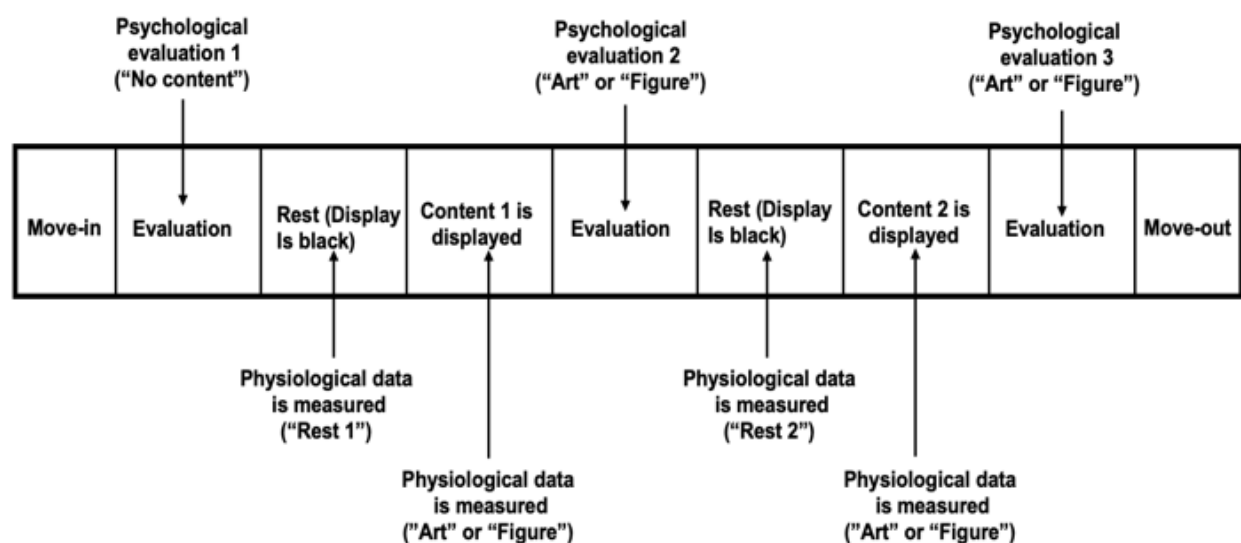 Psychological
evaluation 1
(“No content”)
Psychological
evaluation 2
(“Art” or “Figure”)
Psychological
evaluation 3
(“Art” or “Figure”)
Move-in
Evaluation
Rest (Display
Is black)
Content 1 is
displayed
Evaluation
Rest (Display
Is black)
Content 2 is
displayed
Evaluation
Move-out
Physiological data
is measured
(“Rest 1”)
Physiological data
is measured
(“Rest 2”)
Physiological data
is measured
(”Art” or “Figure”)
Physiological data
is measured
(”Art” or “Figure”)